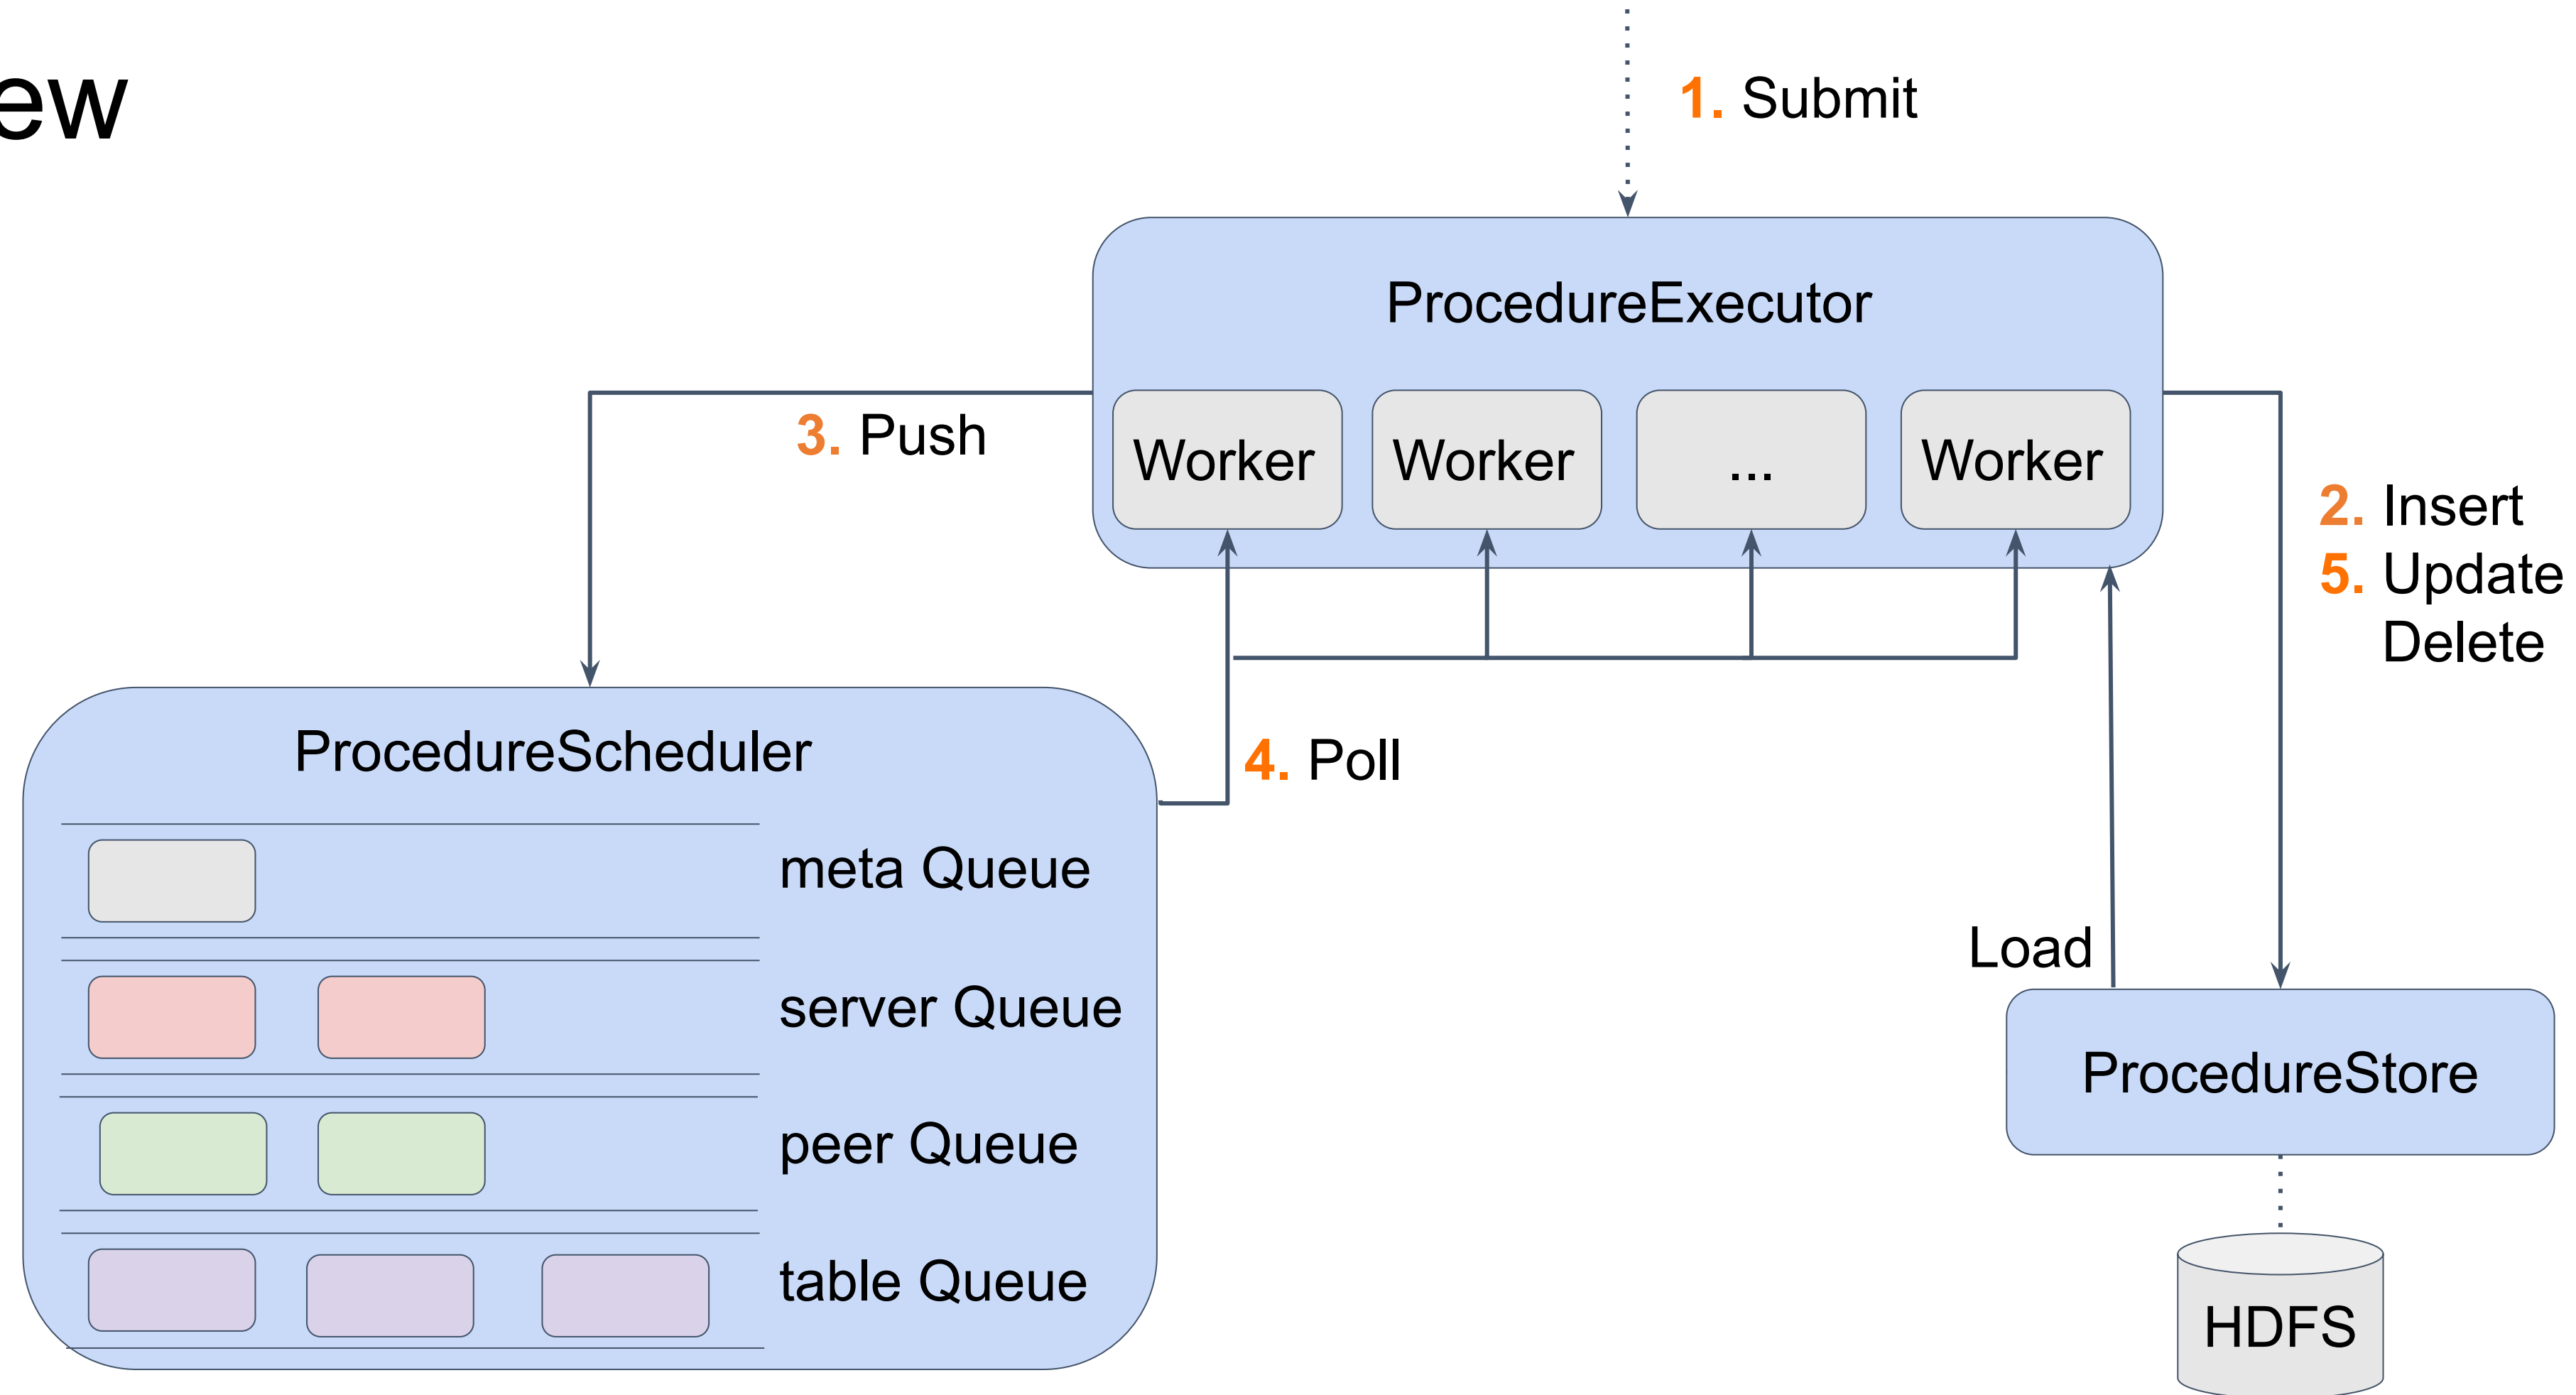 ew
1. Submit
ProcedureExecutor
Worker
Worker
...
Worker
3. Push
2. Insert
5. Update
Delete
ProcedureScheduler
4. Poll
meta Queue
server Queue
peer Queue
table Queue
Load
ProcedureStore
HDFS